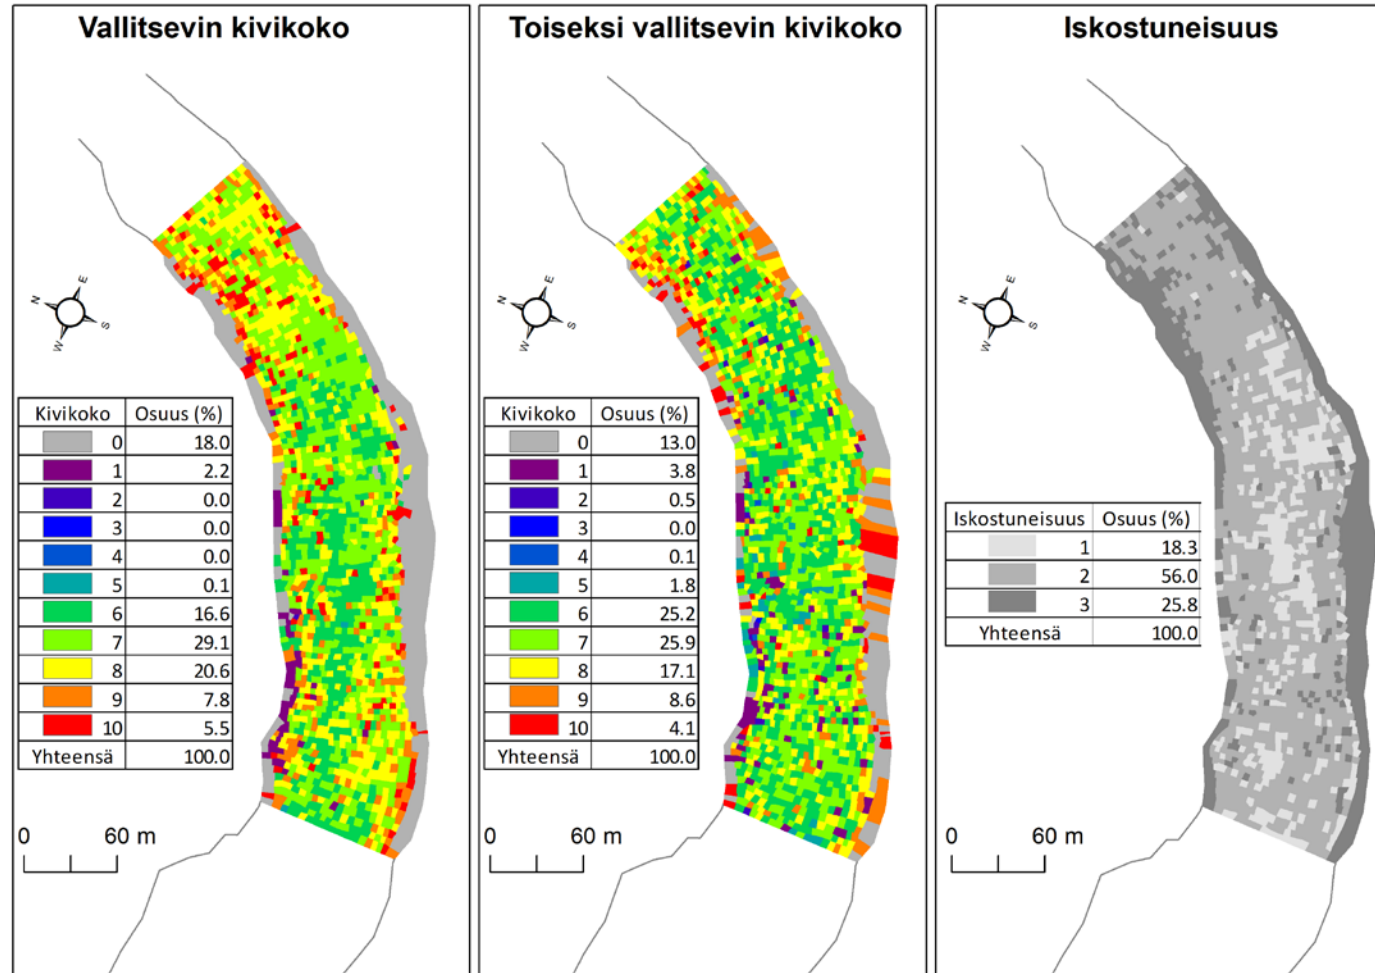 Vallitsevin kivikoko
N
E
S
W
Kivikoko Osuus (%)
0 18.0
1 2.2
2 0.0
3 0.0
4 0.0
5 0.1
6 16.6
7 29.1
8 20.6
9 7.8
10 5.5
Yhteensä 100.0
0 60 m
Toiseksi vallitsevin kivikoko
N
E
S
W
Kivikoko Osuus (%)
0 13.0
1 3.8
2 0.5
3 0.0
4 0.1
5 1.8
6 25.2
7 25.9
8 17.1
9 8.6
10 4.1
Yhteensä 100.0
0 60 m
Iskostuneisuus
N
E
S
W
Iskostuneisuus Osuus (%)
1 18.3
2 56.0
3 25.8
Yhteensä 100.0
0 60 m